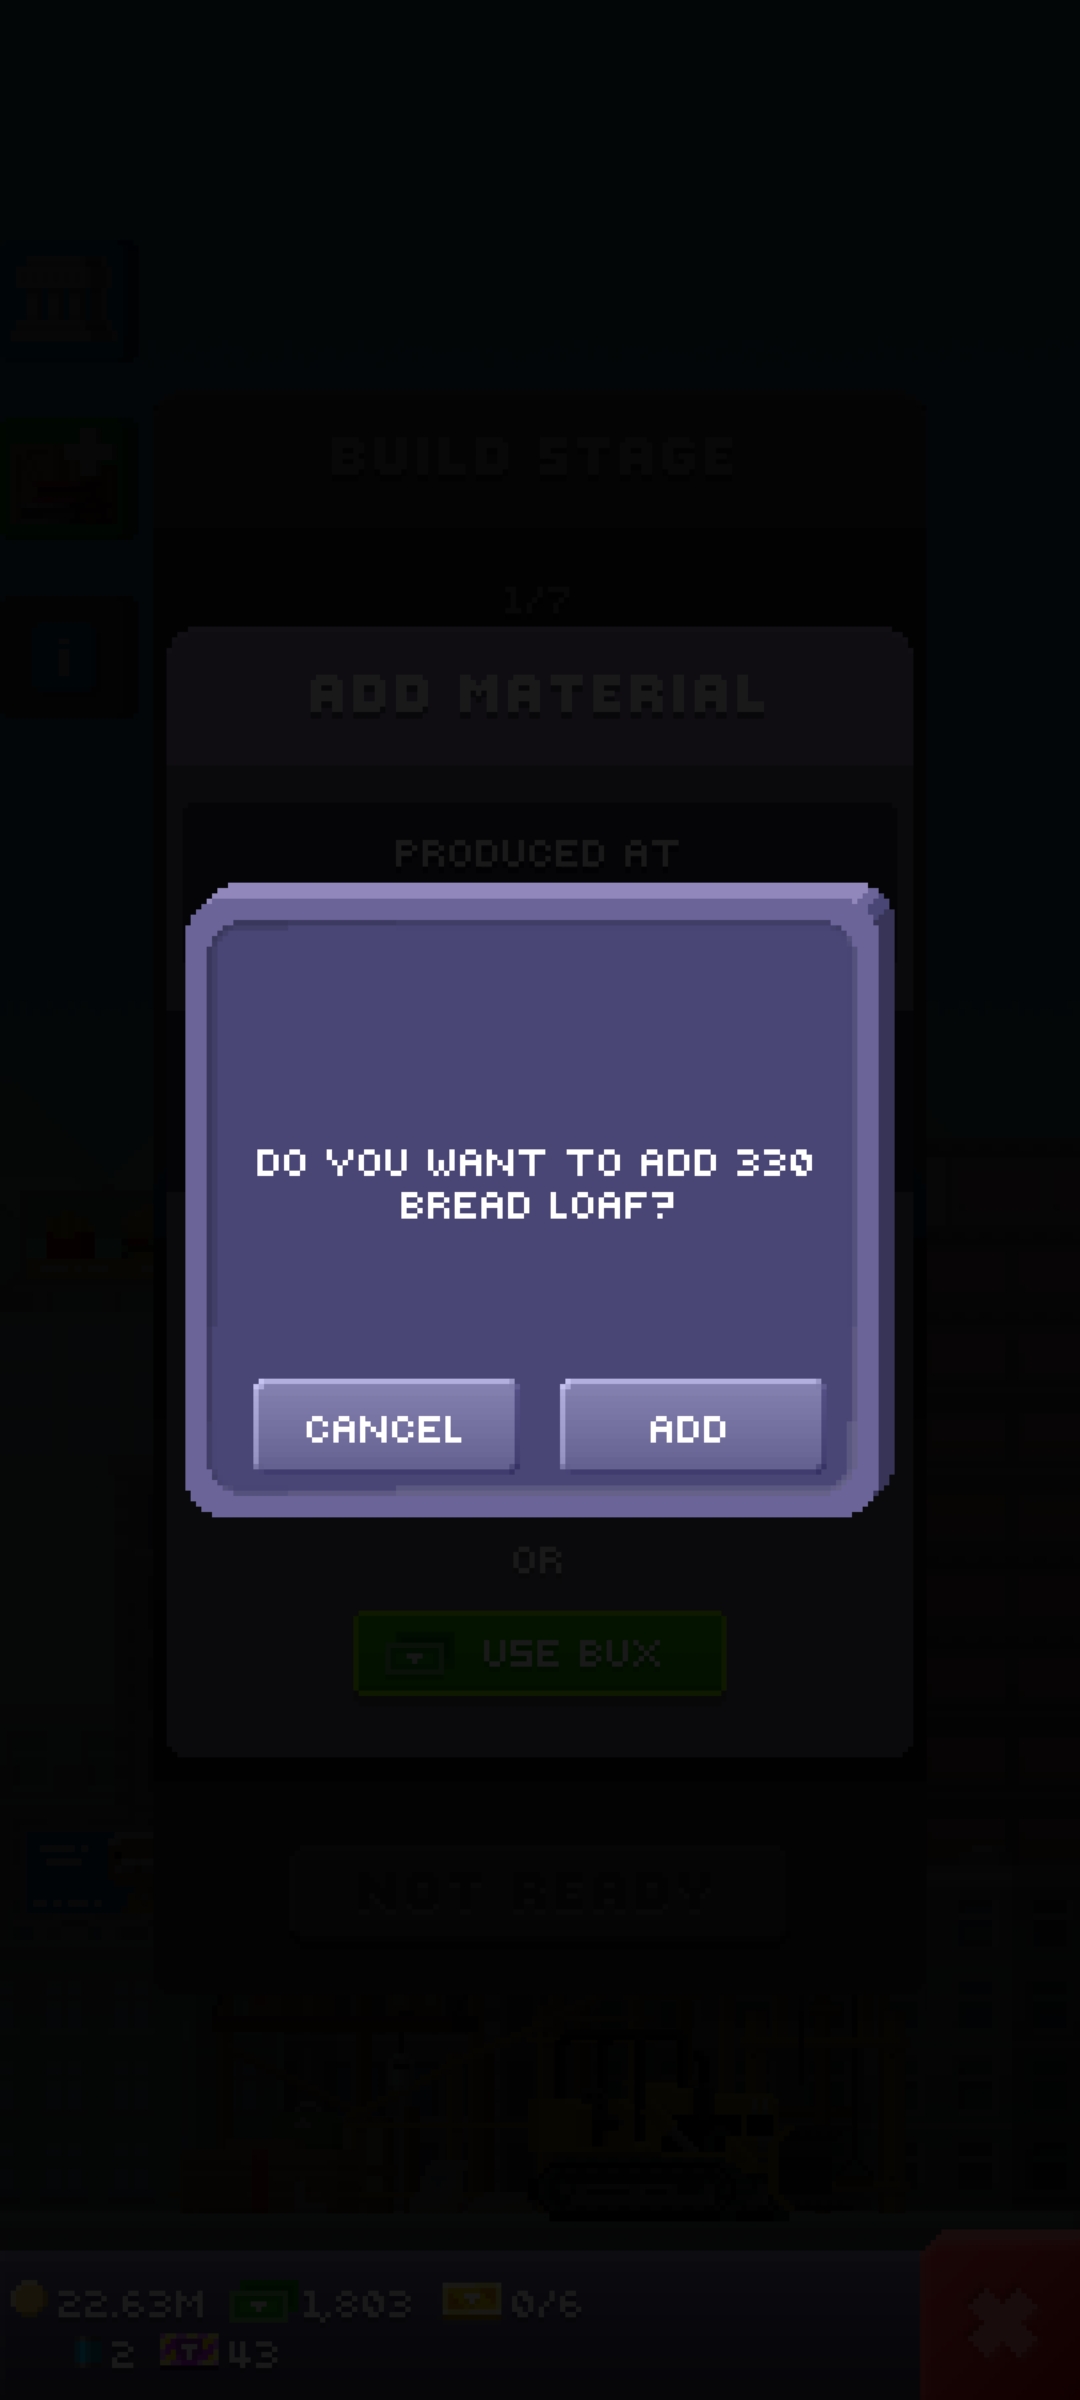 BUILD STAGE
1/7
ADD MATERIAL
PRODUCED AT
DO YOU WANT TO ADD 330
BREAD LOAF?
CANCEL ADD
OR
USE BUX
NOT READY
22.63M 1,803 0/6
2 43